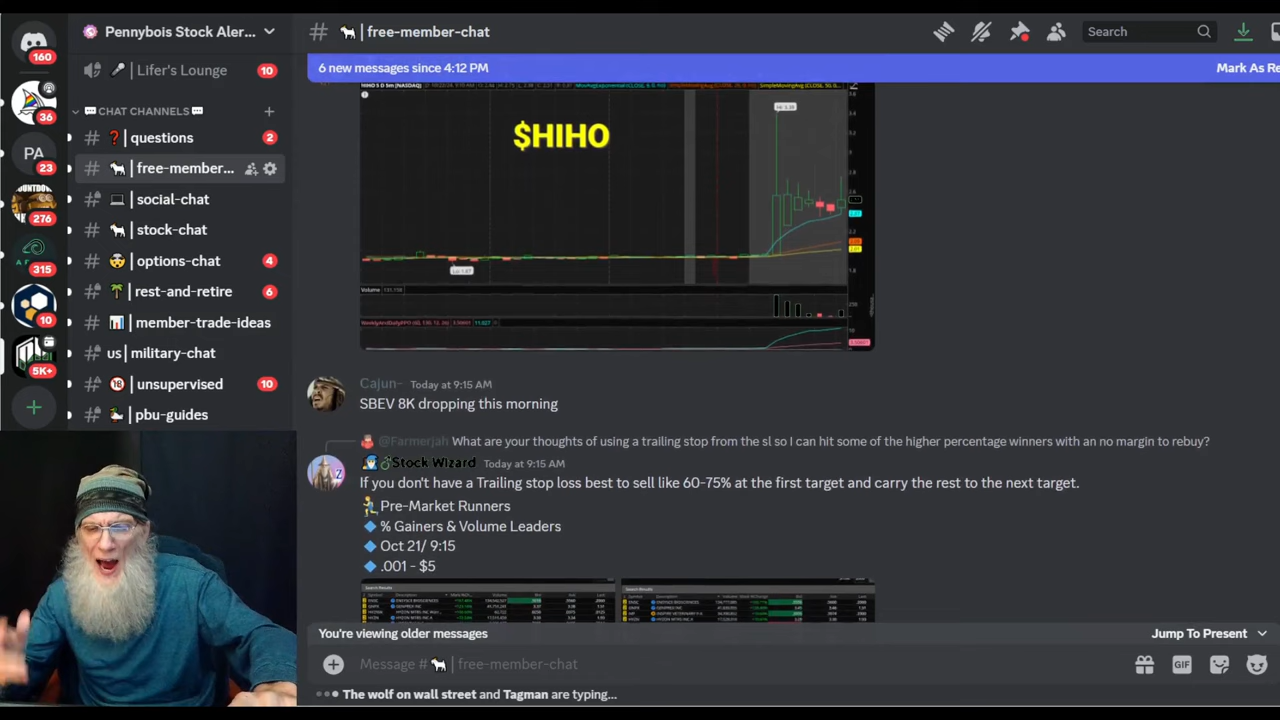 Pennybois Stock Aler...
# free-member-chat
Search
160
36
PA
23
276
315
10
5K+
Lifer's Lounge 10
CHAT CHANNELS
# questions 2
# free-member...
# social-chat
# stock-chat
# options-chat 4
# rest-and-retire 6
# member-trade-ideas
us military-chat
# unsupervised 10
# pbu-guides
6 new messages since 4:12 PM
Mark As Re
$HIHO
Volume
Cajun- Today at 9:15 AM
SBEV 8K dropping this morning
@Farmerjah What are your thoughts of using a trailing stop from the sl so I can hit some of the higher percentage winners with an no margin to rebuy?
Stock Wizard Today at 9:15 AM
If you don't have a Trailing stop loss best to sell like 60-75% at the first target and carry the rest to the next target.
Pre-Market Runners
% Gainers & Volume Leaders
Oct 21/ 9:15
.001 - $5
You're viewing older messages
Jump To Present
Message # | free-member-chat
GIF
The wolf on wall street and Tagman are typing...